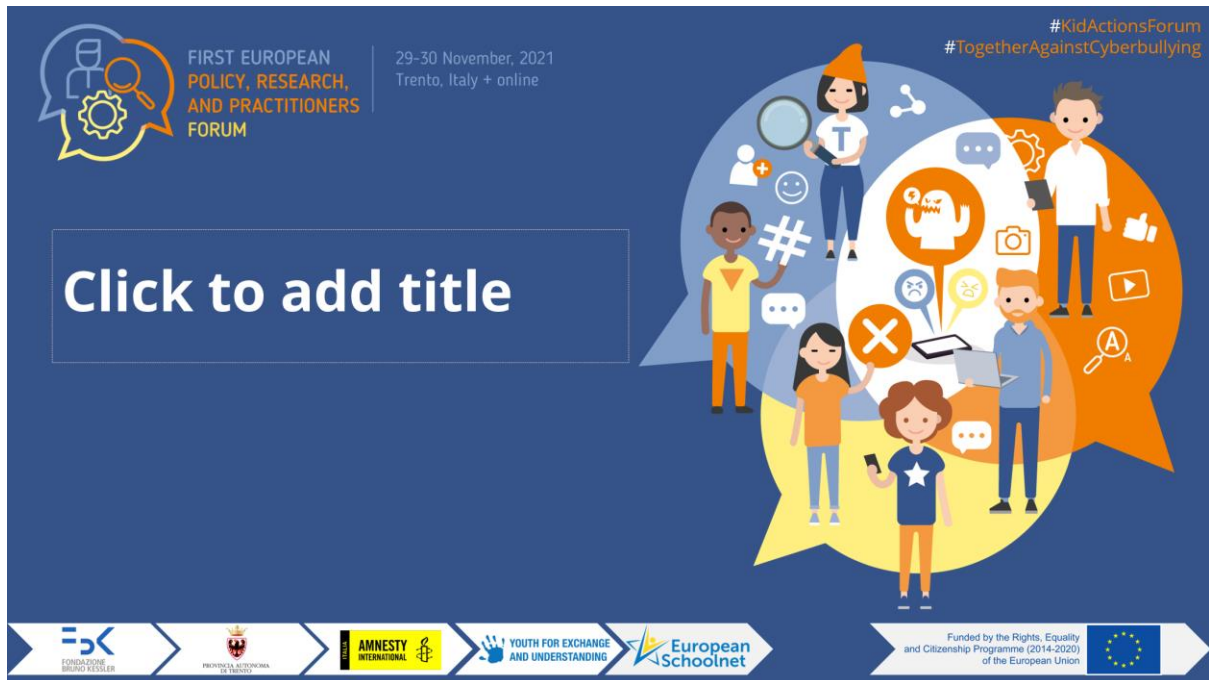 FIRST EUROPEAN
POLICY, RESEARCH,
AND PRACTITIONERS
FORUM
29-30 November, 2021
Trento, Italy + online
#KidActionsForum
#TogetherAgainstCyberbullying
Click to add title
T
A
A
FBK
FONDAZIONE
BRUNO KESSLER
PROVINCIA AUTONOMA
DI TRENTO
ITALIA
AMNESTY
INTERNATIONAL
YOUTH FOR EXCHANGE
AND UNDERSTANDING
European
Schoolnet
Funded by the Rights, Equality
and Citizenship Programme (2014-2020)
of the European Union